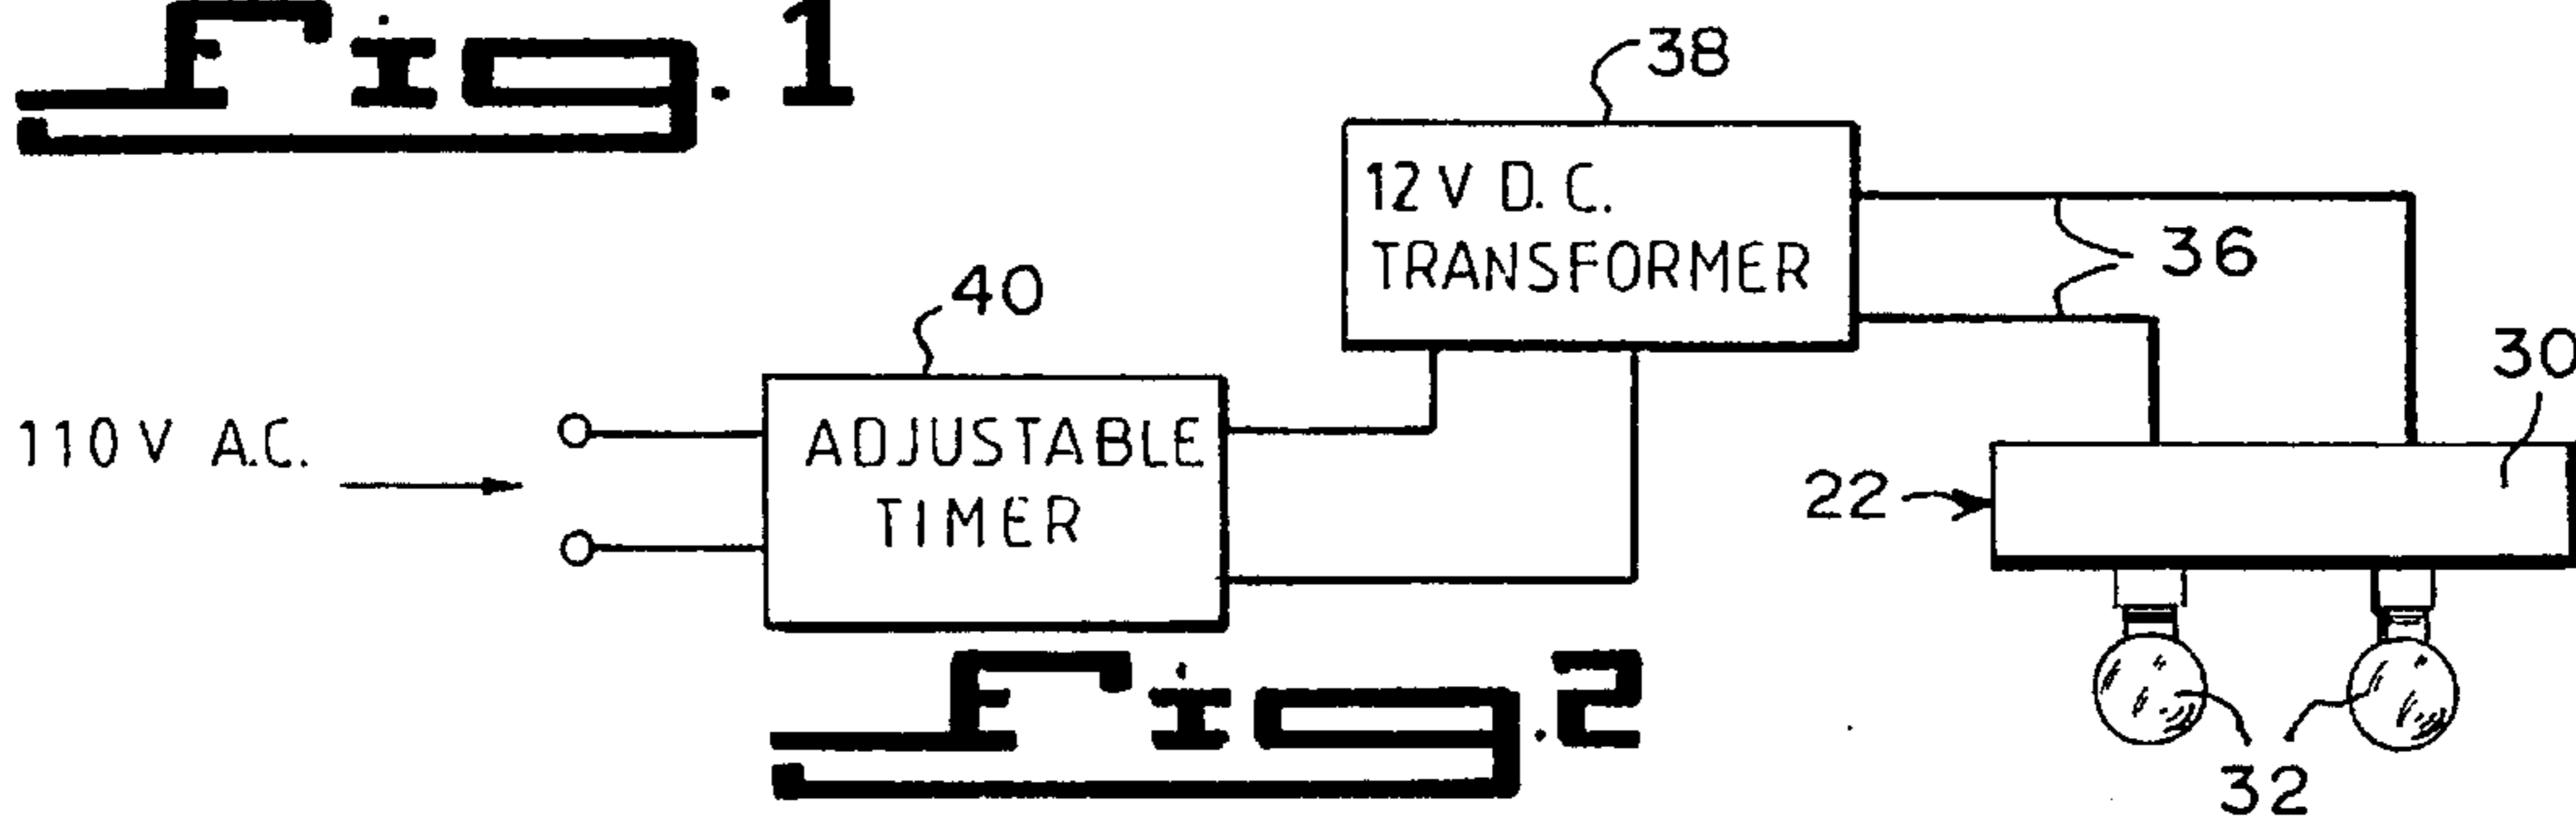 Fig. 1
38
12 V D. C.
TRANSFORMER
36
40
30
110 V A.C.
ADJUSTABLE
TIMER
22
Fig. 2
32